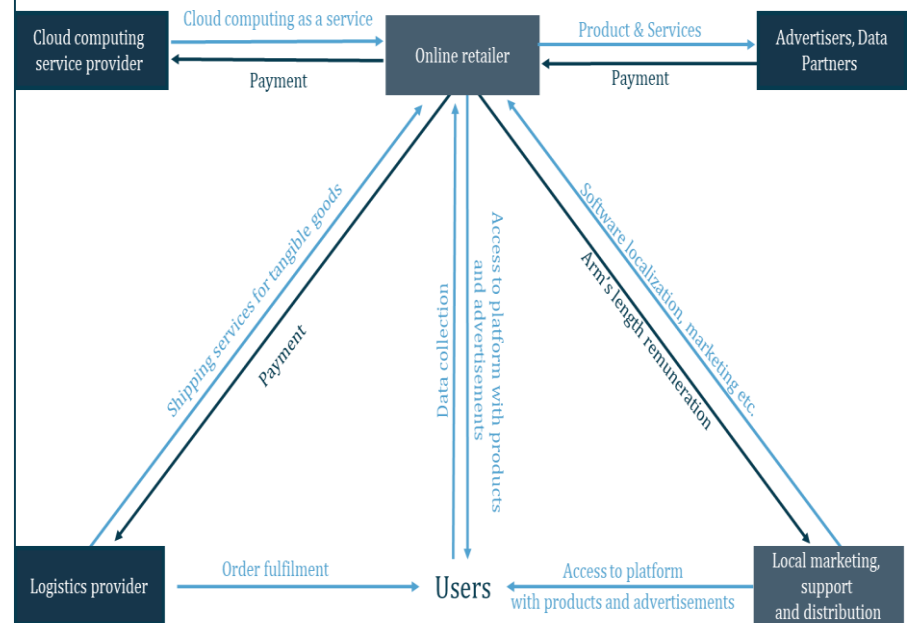 Cloud computing as a service
Cloud computing
service provider
Payment
Online retailer
Product & Services
Payment
Advertisers, Data
Partners
Shipping services for tangible goods
Payment
Data collection
Access to platform with products
and advertisements
Software localization, marketing etc.
Arm's length remuneration
Logistics provider
Order fulfilment
Users
Access to platform
with products and advertisements
Local marketing,
support
and distribution